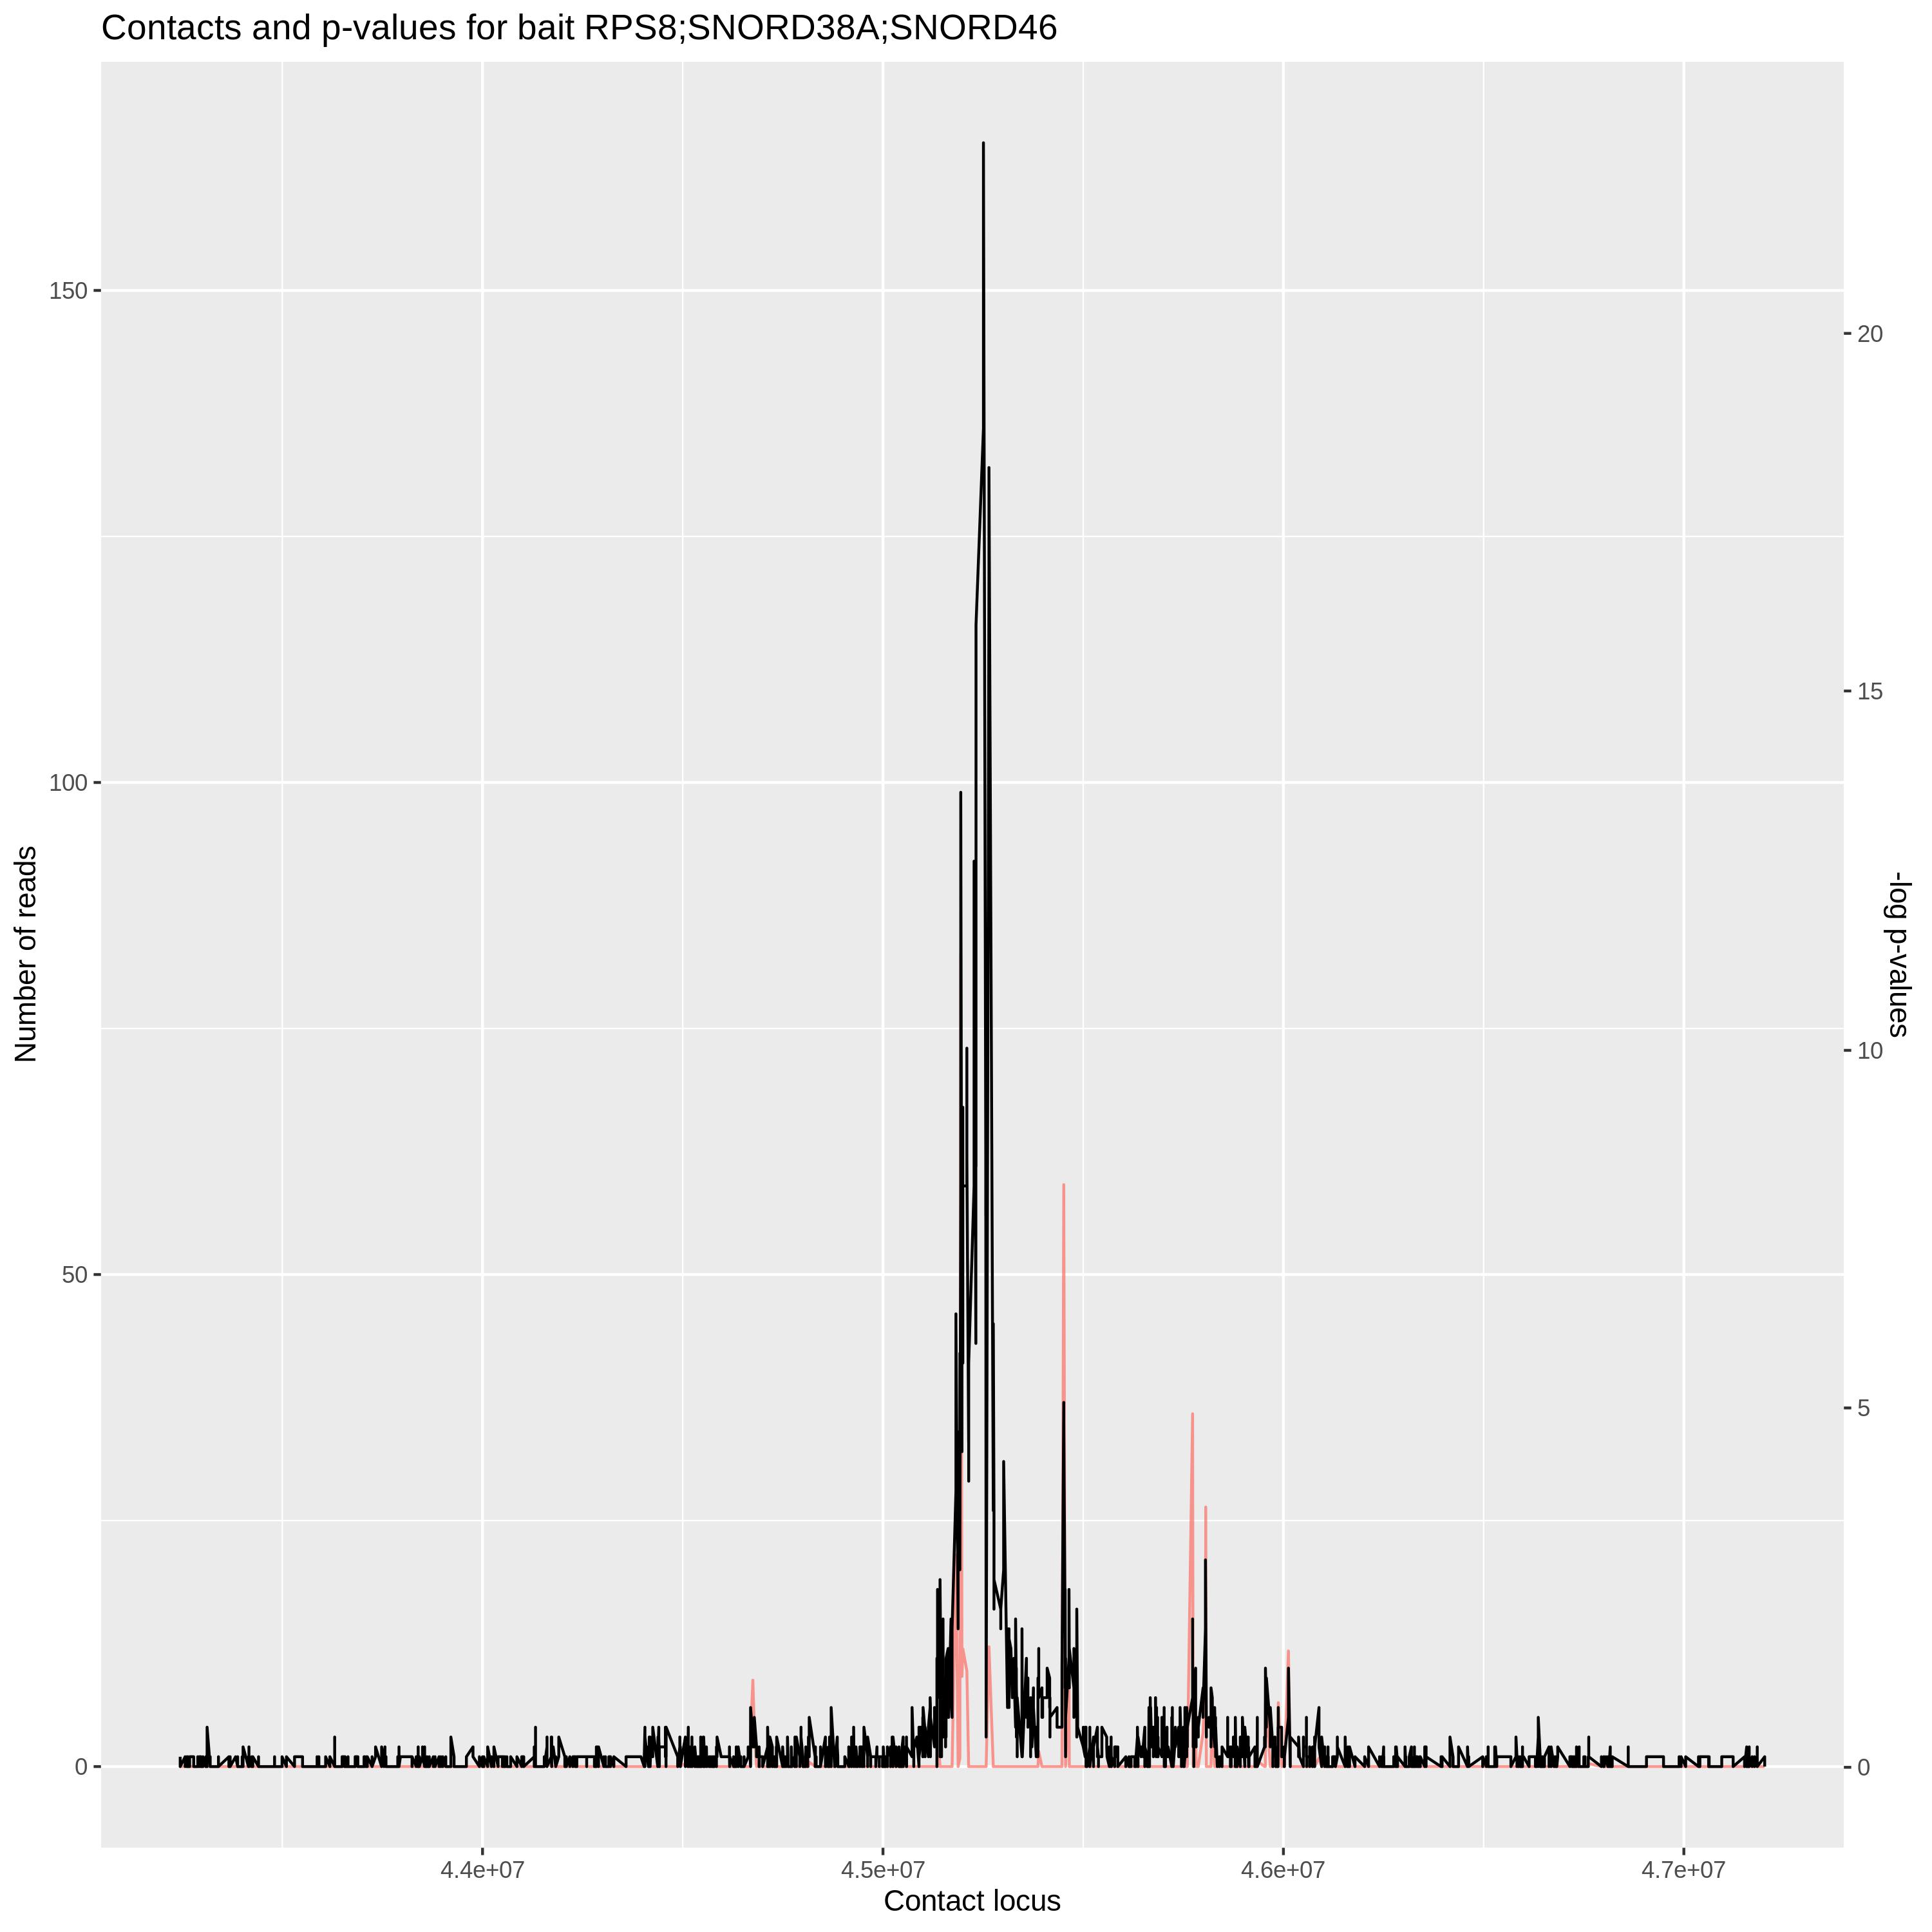 Contacts and p-values for bait RPS8;SNORD38A;SNORD46
150
100
50
0
Number of reads
20
15
10
5
0
-log p-values
4.4e+07
4.5e+07
4.6e+07
4.7e+07
Contact locus